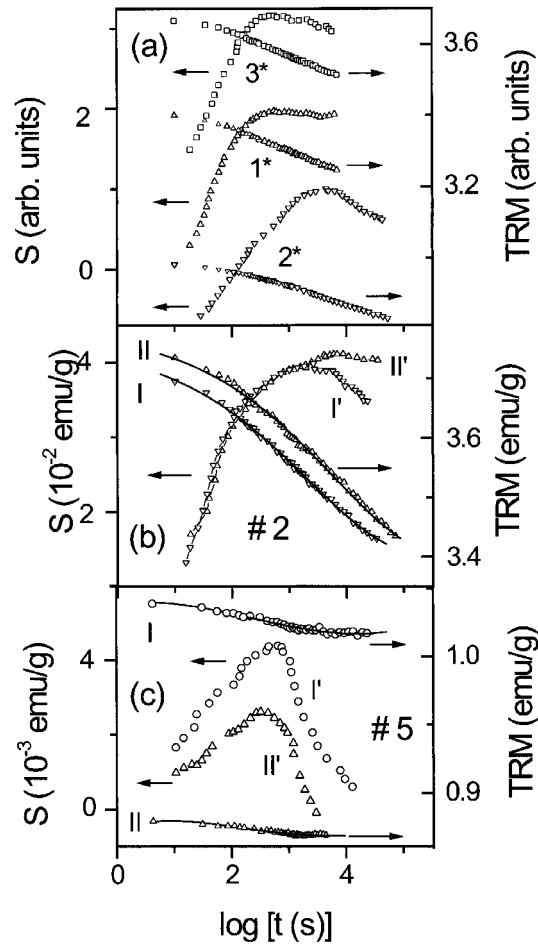 (a)
3*
1*
2*
2
0
S (arb. units)
3.6
3.2
TRM (arb. units)
II
I
II'
I'
4
2
S (10⁻² emu/g)
3.6
3.4
TRM (emu/g)
(b)
#2
I
(c)
I'
II'
II
#5
4
0
S (10⁻³ emu/g)
1.0
0.9
TRM (emu/g)
0 2 4
log [t (s)]